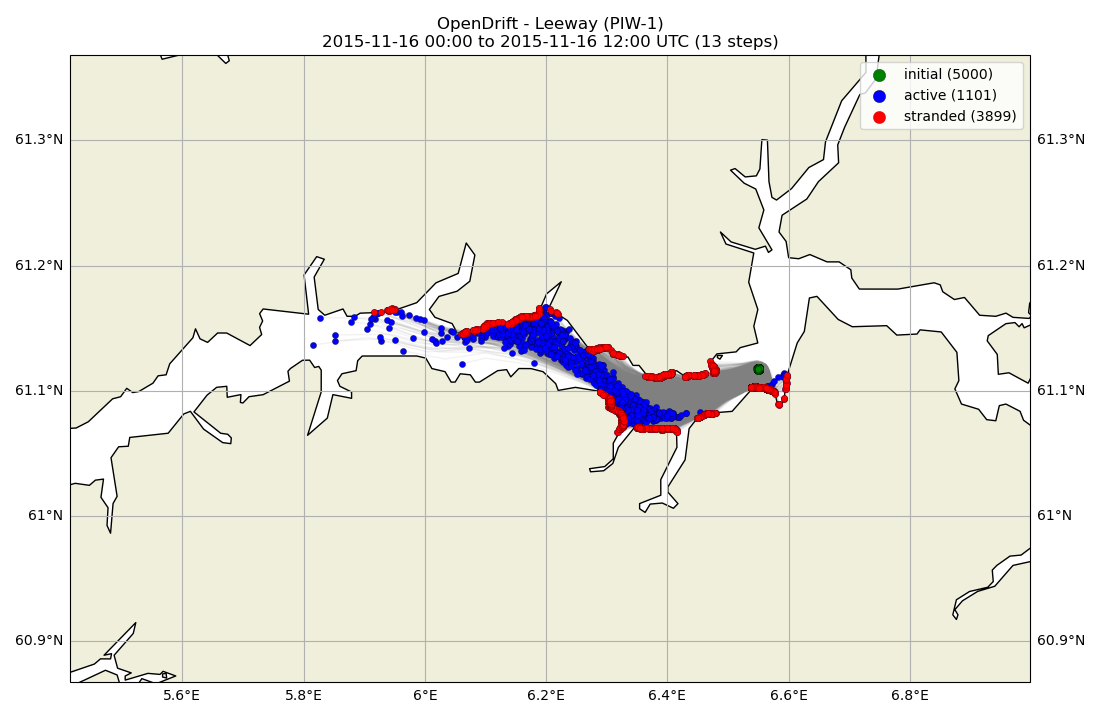 OpenDrift - Leeway (PIW-1)
2015-11-16 00:00 to 2015-11-16 12:00 UTC (13 steps)
initial (5000)
active (1101)
stranded (3899)
61.3°N 61.3°N
61.2°N 61.2°N
61.1°N 61.1°N
61°N 61°N
60.9°N 60.9°N
5.6°E 5.8°E 6°E 6.2°E 6.4°E 6.6°E 6.8°E